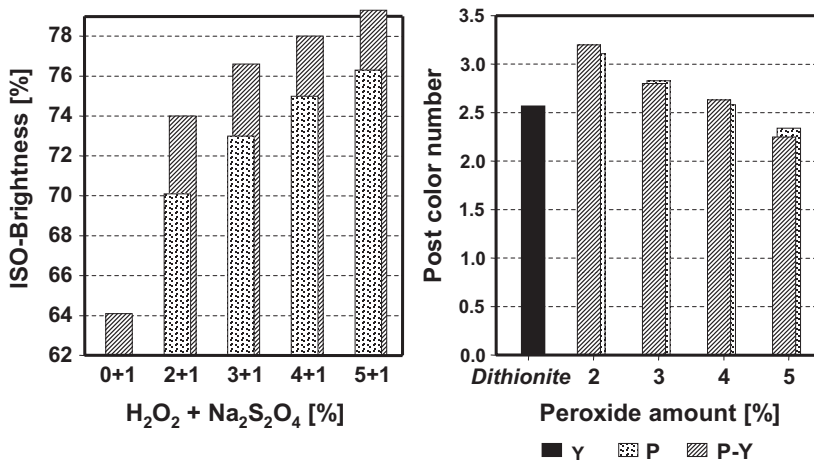 ISO-Brightness [%]
78
76
74
72
70
68
66
64
62
0+1 2+1 3+1 4+1 5+1
H₂O₂ + Na₂S₂O₄ [%]
Post color number
3.5
3.0
2.5
2.0
1.5
1.0
0.5
0.0
Dithionite 2 3 4 5
Peroxide amount [%]
Y P P-Y